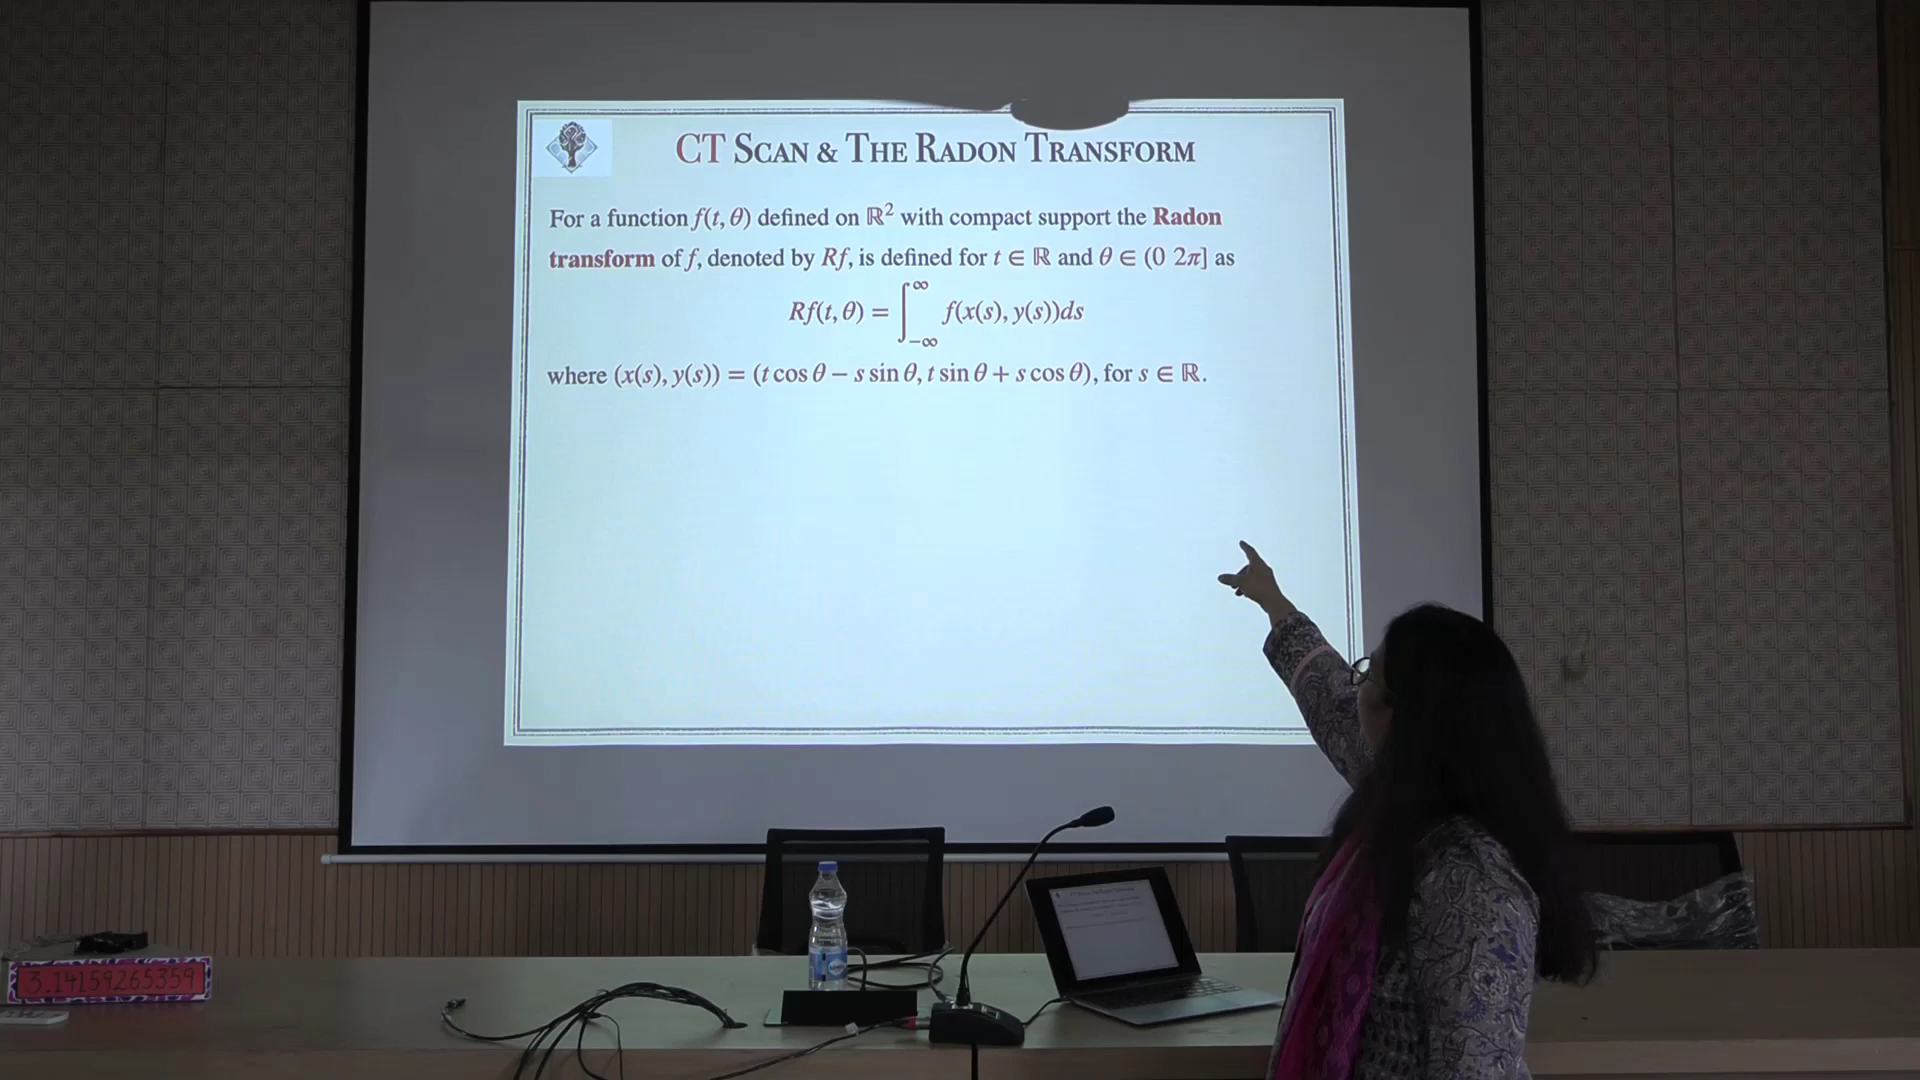 CT SCAN & THE RADON TRANSFORM
For a function f(t, θ) defined on ℝ² with compact support the Radon
transform of f, denoted by Rf, is defined for t ∈ ℝ and θ ∈ (0 2π] as
Rf(t, θ) = ∫_{-∞}^{∞} f(x(s), y(s))ds
where (x(s), y(s)) = (t cos θ − s sin θ, t sin θ + s cos θ), for s ∈ ℝ.
3.14159265359